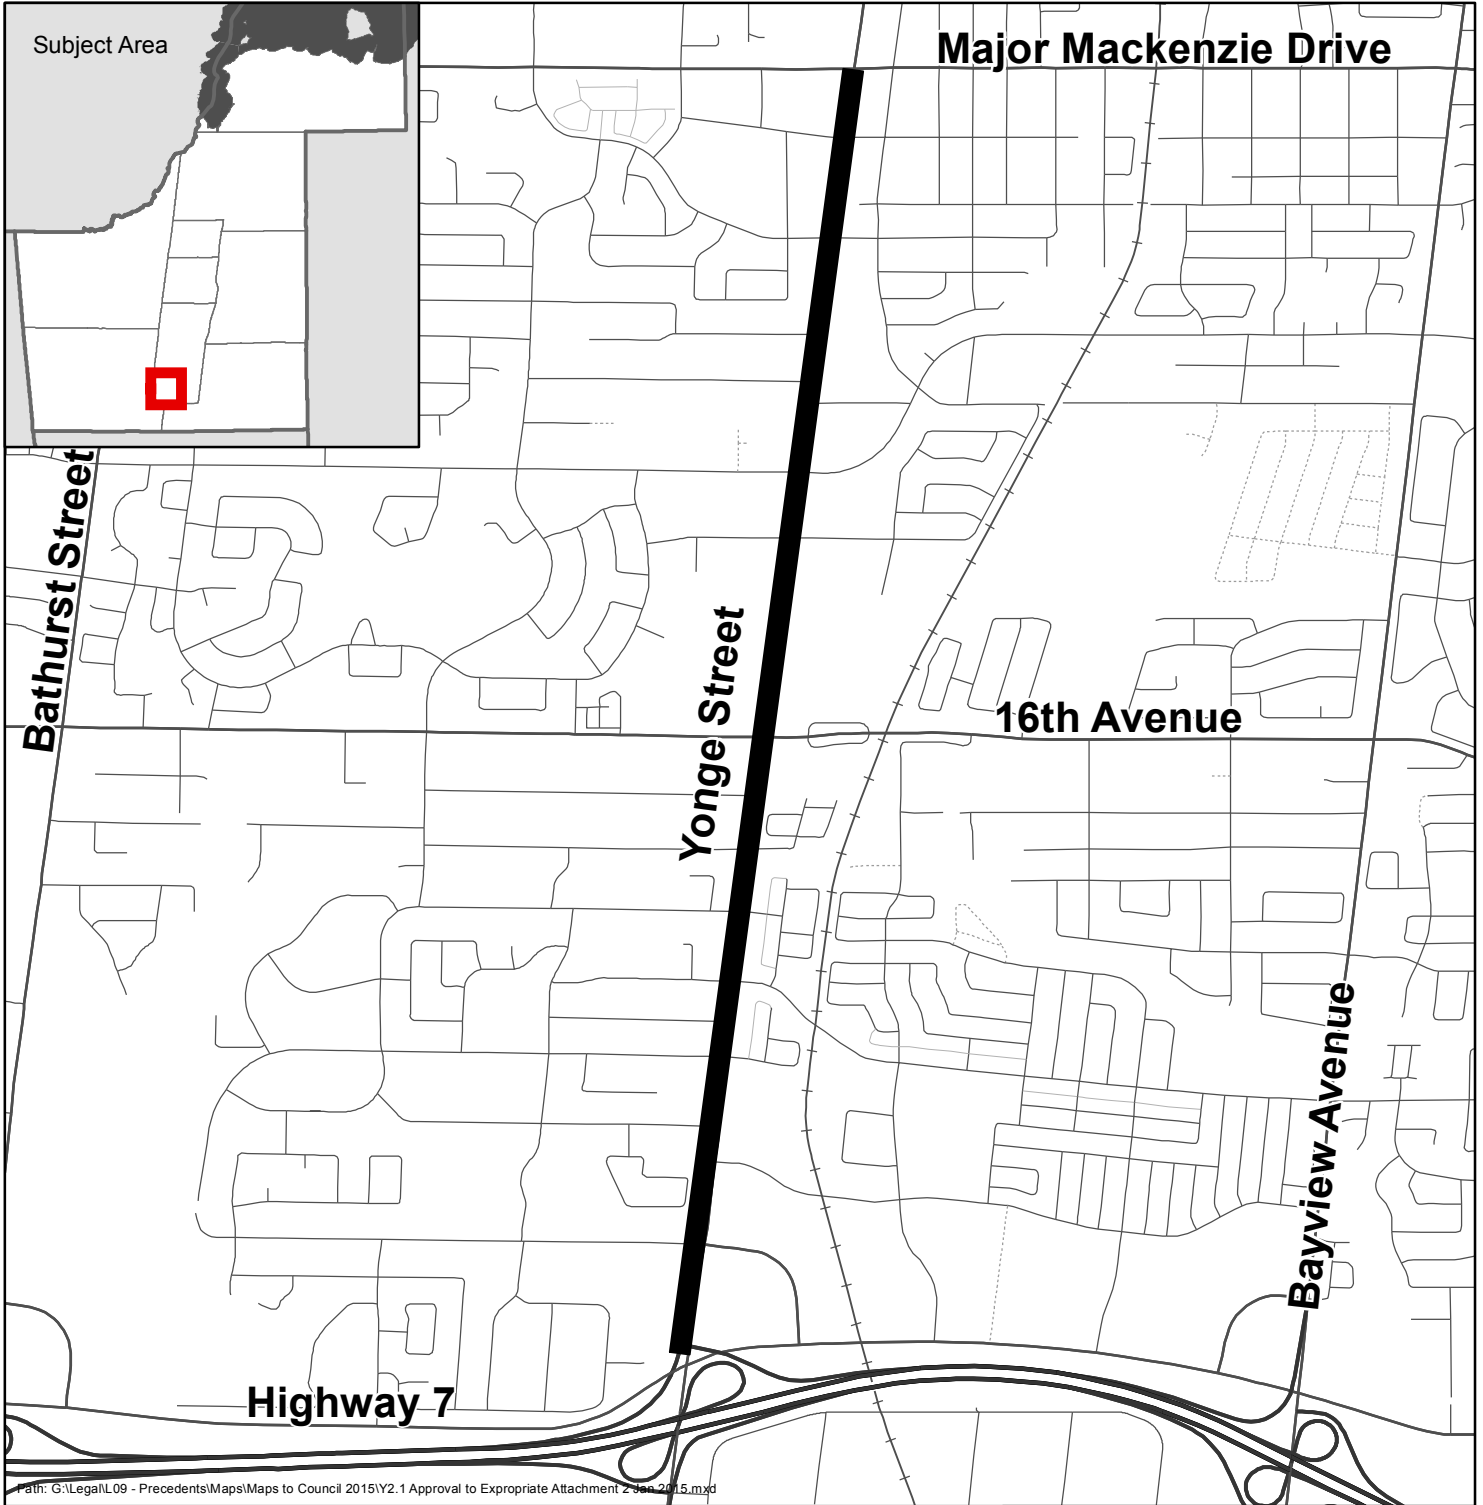 Subject Area
Major Mackenzie Drive
Bathurst Street
Yonge Street
16th Avenue
Bayview Avenue
Highway 7
Path: G:\Legal\L09 - Precedents\Maps\Maps to Council 2015\Y2.1 Approval to Expropriate Attachment 2 Jan 2015.mxd